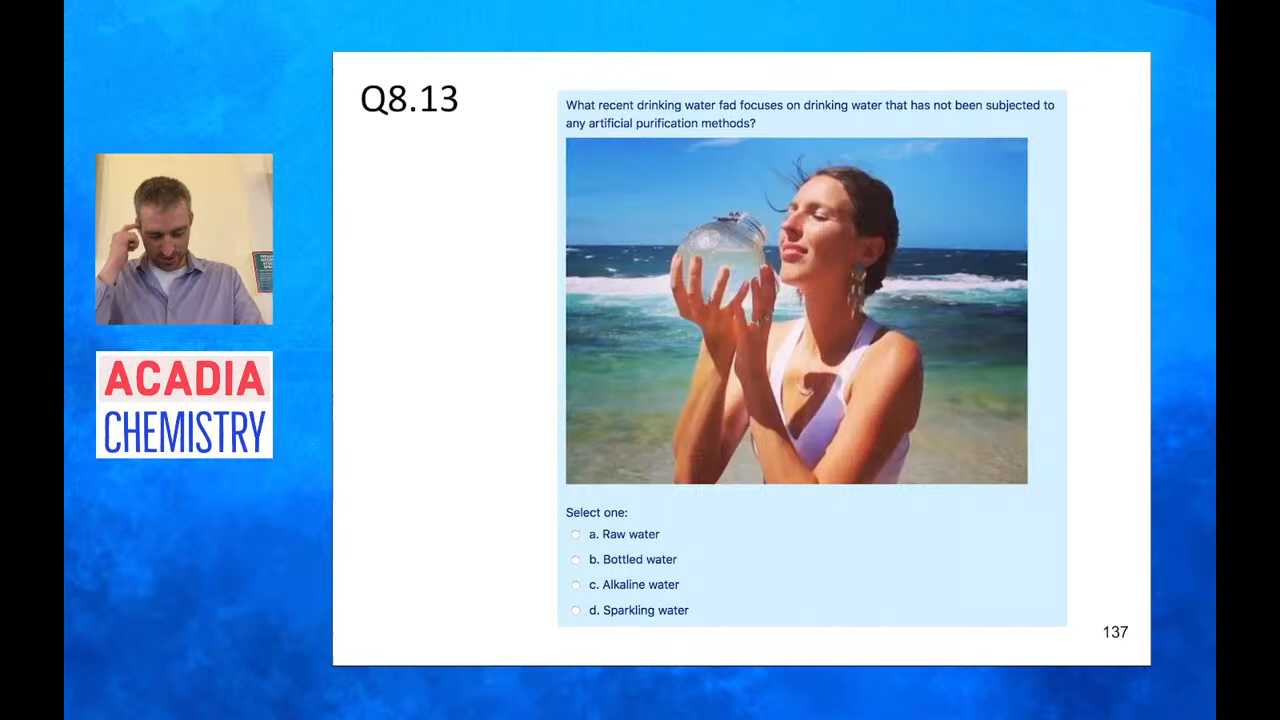 Q8.13
What recent drinking water fad focuses on drinking water that has not been subjected to
any artificial purification methods?
ACADIA
CHEMISTRY
Select one:
a. Raw water
b. Bottled water
c. Alkaline water
d. Sparkling water
137